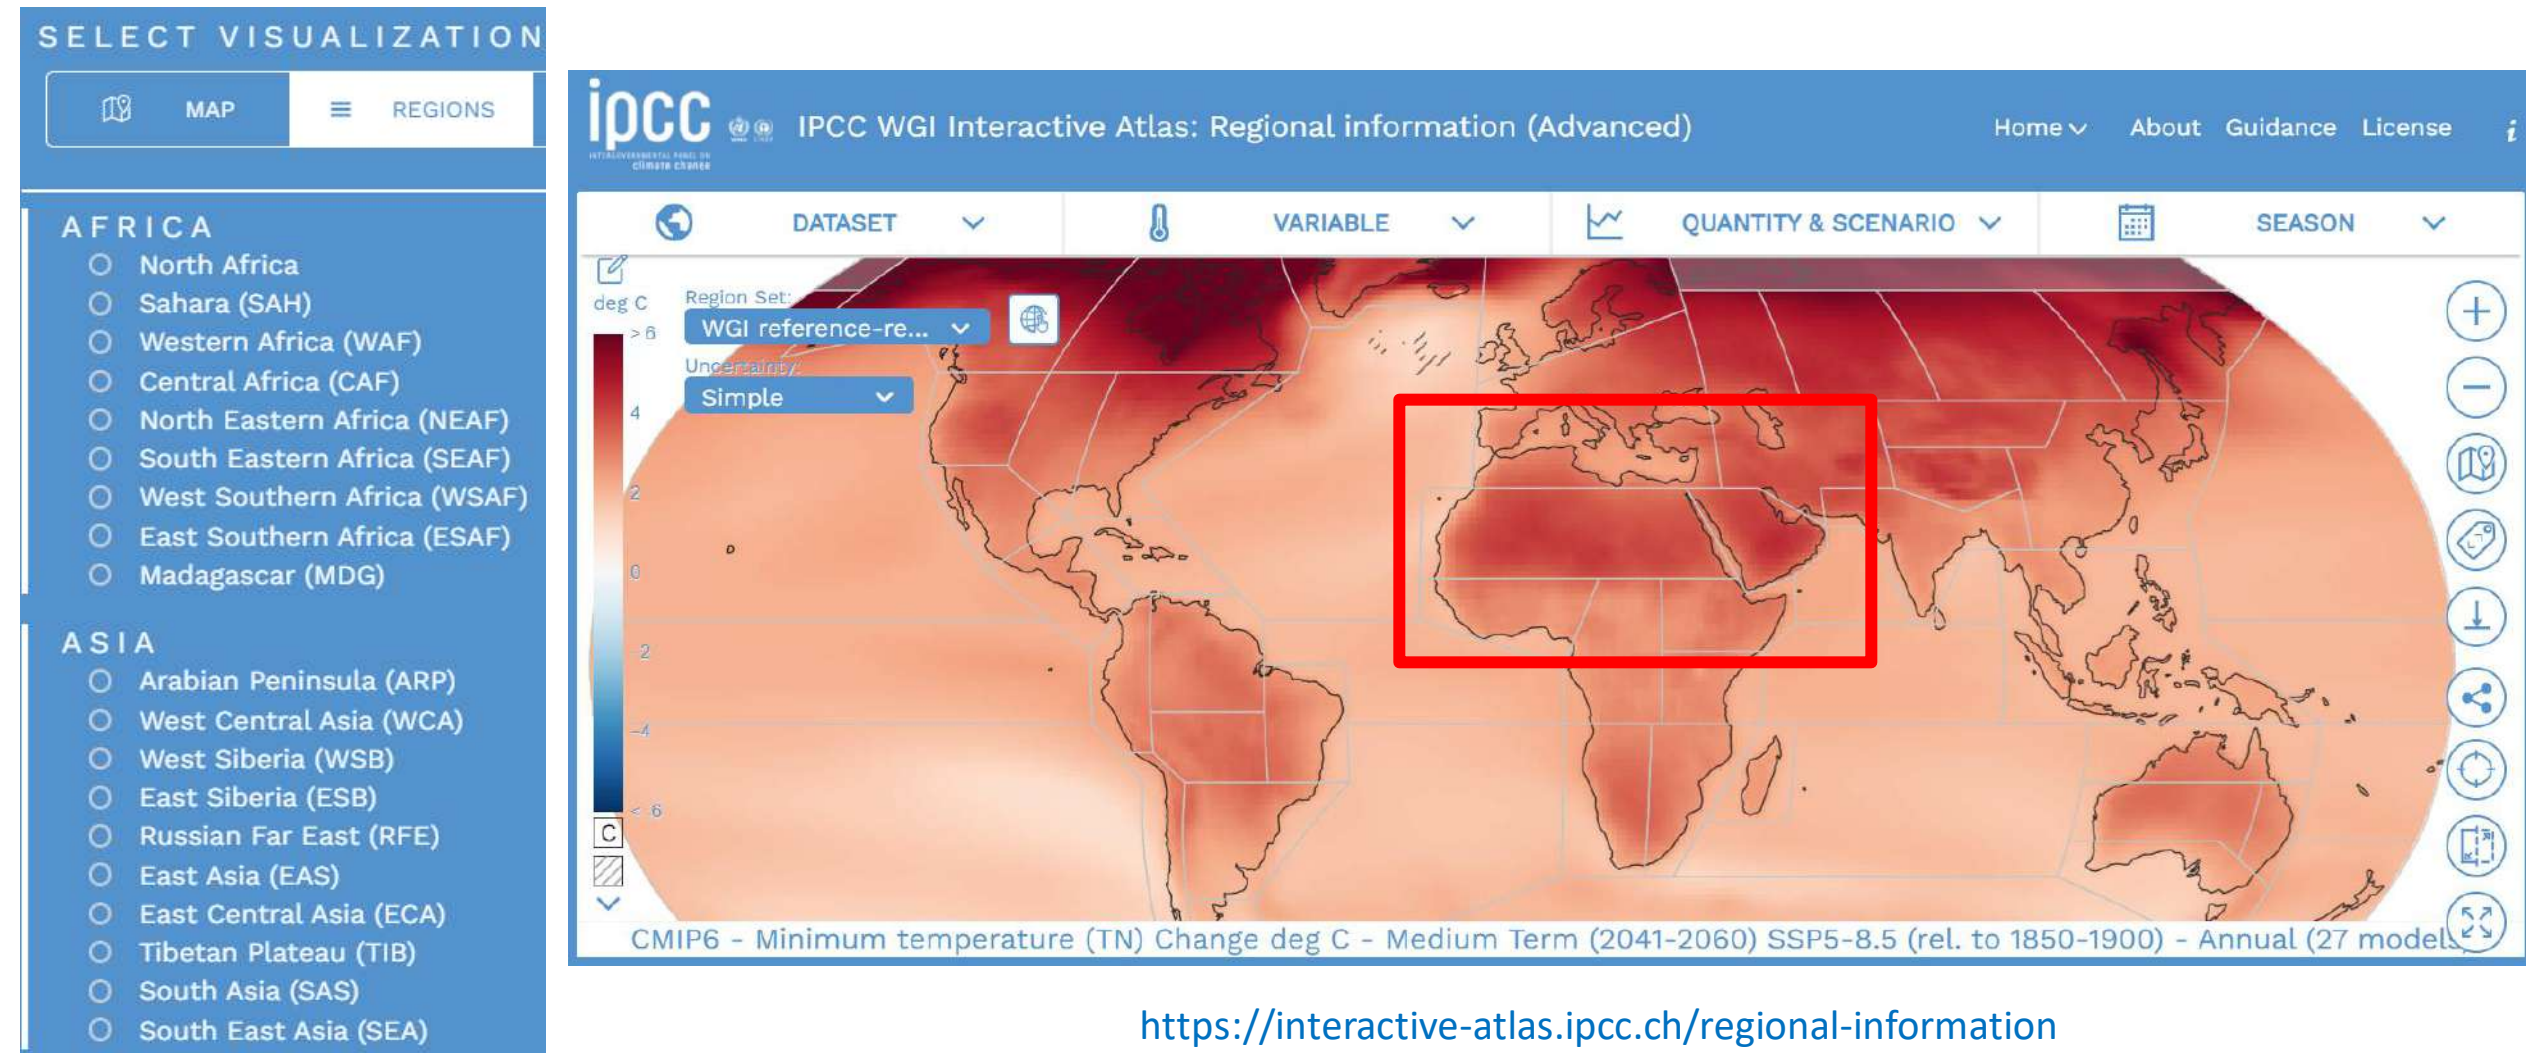 SELECT VISUALIZATION
MAP
REGIONS
AFRICA
North Africa
Sahara (SAH)
Western Africa (WAF)
Central Africa (CAF)
North Eastern Africa (NEAF)
South Eastern Africa (SEAF)
West Southern Africa (WSAF)
East Southern Africa (ESAF)
Madagascar (MDG)
ASIA
Arabian Peninsula (ARP)
West Central Asia (WCA)
West Siberia (WSB)
East Siberia (ESB)
Russian Far East (RFE)
East Asia (EAS)
East Central Asia (ECA)
Tibetan Plateau (TIB)
South Asia (SAS)
South East Asia (SEA)
ipcc
INTERGOVERNMENTAL PANEL ON
climate change
IPCC WGI Interactive Atlas: Regional information (Advanced)
Home About Guidance License i
DATASET
VARIABLE
QUANTITY & SCENARIO
SEASON
deg C
> 6
4
2
0
-2
-4
< 6
C
Region Set:
WGI reference-re...
Uncertainty:
Simple
CMIP6 - Minimum temperature (TN) Change deg C - Medium Term (2041-2060) SSP5-8.5 (rel. to 1850-1900) - Annual (27 models
https://interactive-atlas.ipcc.ch/regional-information